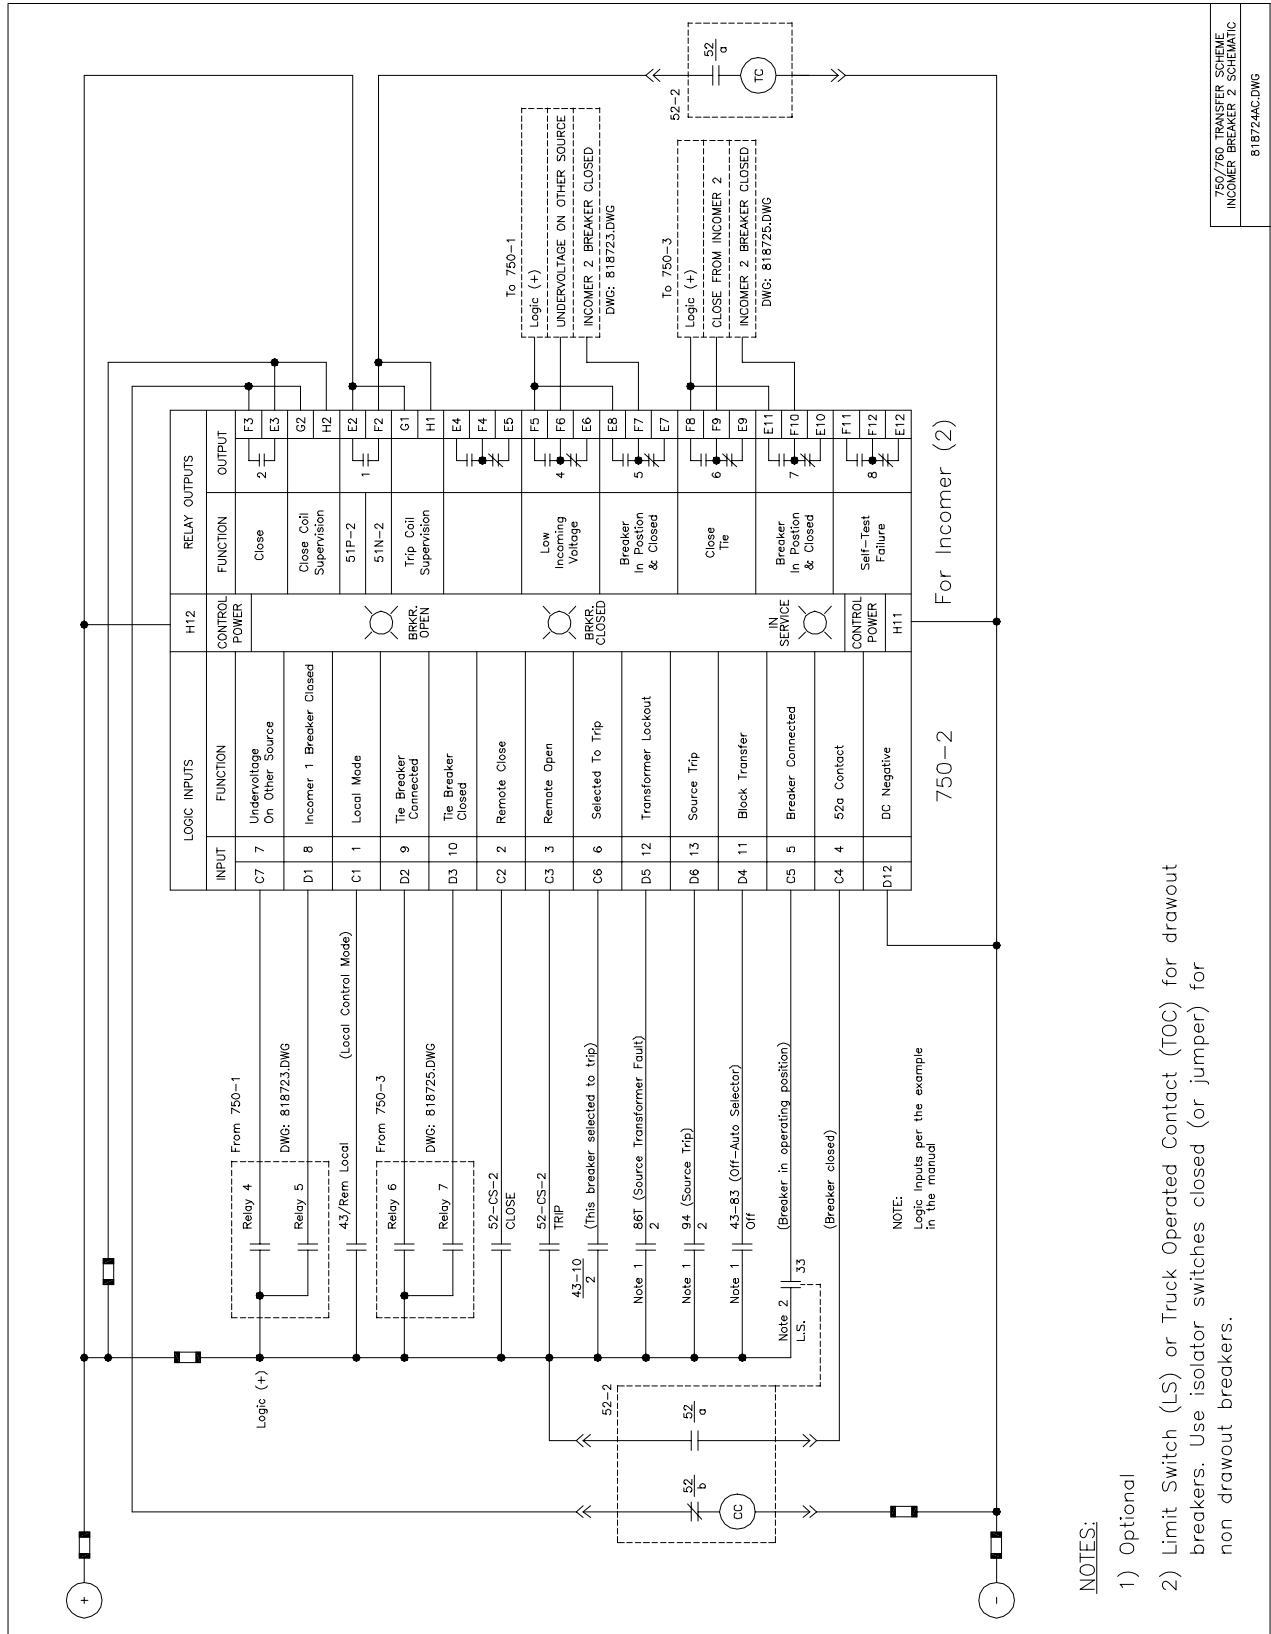 +
-
Logic (+)
From 750-1
Relay 4
Relay 5
DWG: 818723.DWG
43/Rem Local
(Local Control Mode)
From 750-3
Relay 6
Relay 7
DWG: 818725.DWG
52-CS-2
CLOSE
52-CS-2
TRIP
43-10
2
(This breaker selected to trip)
Note 1
86T (Source Transformer Fault)
2
Note 1
94 (Source Trip)
2
Note 1
43-83 (Off-Auto Selector)
Off
Note 2
L.S.
33
(Breaker in operating position)
(Breaker closed)
52-2
52
a
52
b
CC
NOTE:
Logic Inputs per the example
in the manual
LOGIC INPUTS
INPUT
FUNCTION
C7 7 Undervoltage
On Other Source
D1 8 Incomer 1 Breaker Closed
C1 1 Local Mode
D2 9 Tie Breaker
Connected
D3 10 Tie Breaker
Closed
C2 2 Remote Close
C3 3 Remote Open
C6 6 Selected To Trip
D5 12 Transformer Lockout
D6 13 Source Trip
D4 11 Block Transfer
C5 5 Breaker Connected
C4 4 52a Contact
D12 DC Negative
H12
CONTROL
POWER
BRKR.
OPEN
BRKR.
CLOSED
IN
SERVICE
CONTROL
POWER
H11
RELAY OUTPUTS
FUNCTION
OUTPUT
Close
2
F3
E3
Close Coil
Supervision
G2
H2
51P-2
51N-2
1
E2
F2
Trip Coil
Supervision
G1
H1
E4
F4
E5
Low
Incoming
Voltage
4
F5
F6
E6
Breaker
In Postion
& Closed
5
E8
F7
E7
Close
Tie
6
F8
F9
E9
Breaker
In Postion
& Closed
7
E11
F10
E10
Self-Test
Failure
8
F11
F12
E12
750-2
For Incomer (2)
To 750-1
Logic (+)
UNDERVOLTAGE ON OTHER SOURCE
INCOMER 2 BREAKER CLOSED
DWG: 818723.DWG
To 750-3
Logic (+)
CLOSE FROM INCOMER 2
INCOMER 2 BREAKER CLOSED
DWG: 818725.DWG
52-2
52
a
TC
NOTES:
1) Optional
2) Limit Switch (LS) or Truck Operated Contact (TOC) for drawout
breakers. Use isolator switches closed (or jumper) for
non drawout breakers.
750/760 TRANSFER SCHEME
INCOMER BREAKER 2 SCHEMATIC
818724AC.DWG